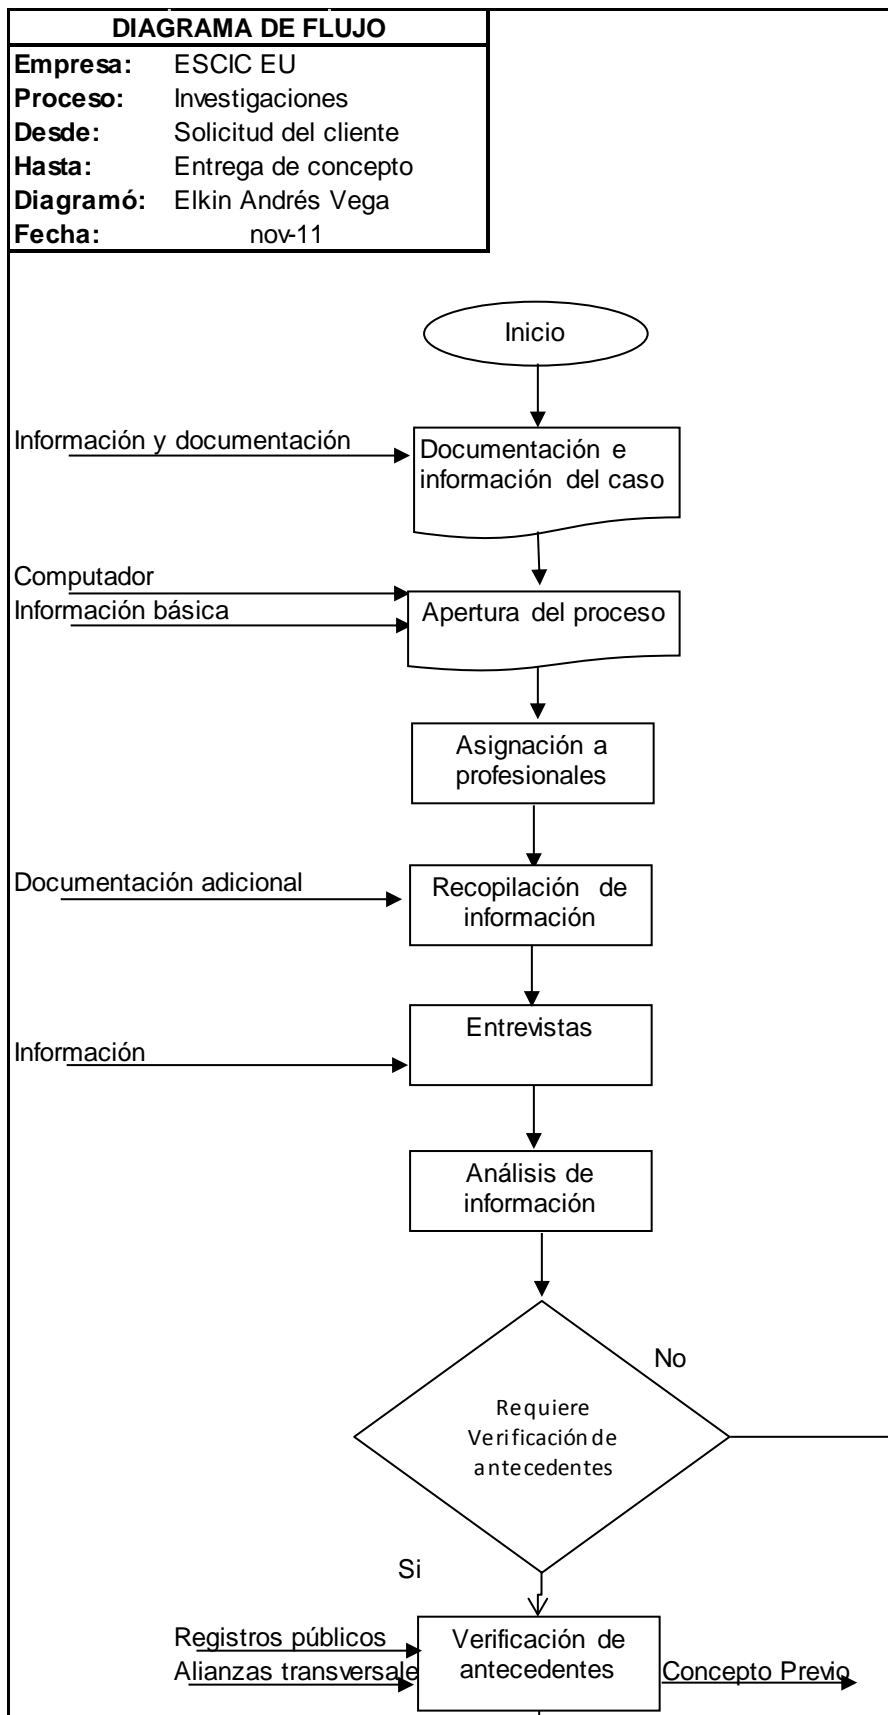 DIAGRAMA DE FLUJO
Empresa: ESCIC EU
Proceso: Investigaciones
Desde: Solicitud del cliente
Hasta: Entrega de concepto
Diagramó: Elkin Andrés Vega
Fecha: nov-11
Inicio
Información y documentación
Documentación e
información del caso
Computador
Información básica
Apertura del proceso
Asignación a
profesionales
Documentación adicional
Recopilación de
información
Entrevistas
Información
Análisis de
información
No
Requiere
Verificación de
antecedentes
Si
Registros públicos
Alianzas transversale
Verificación de
antecedentes
Concepto Previo